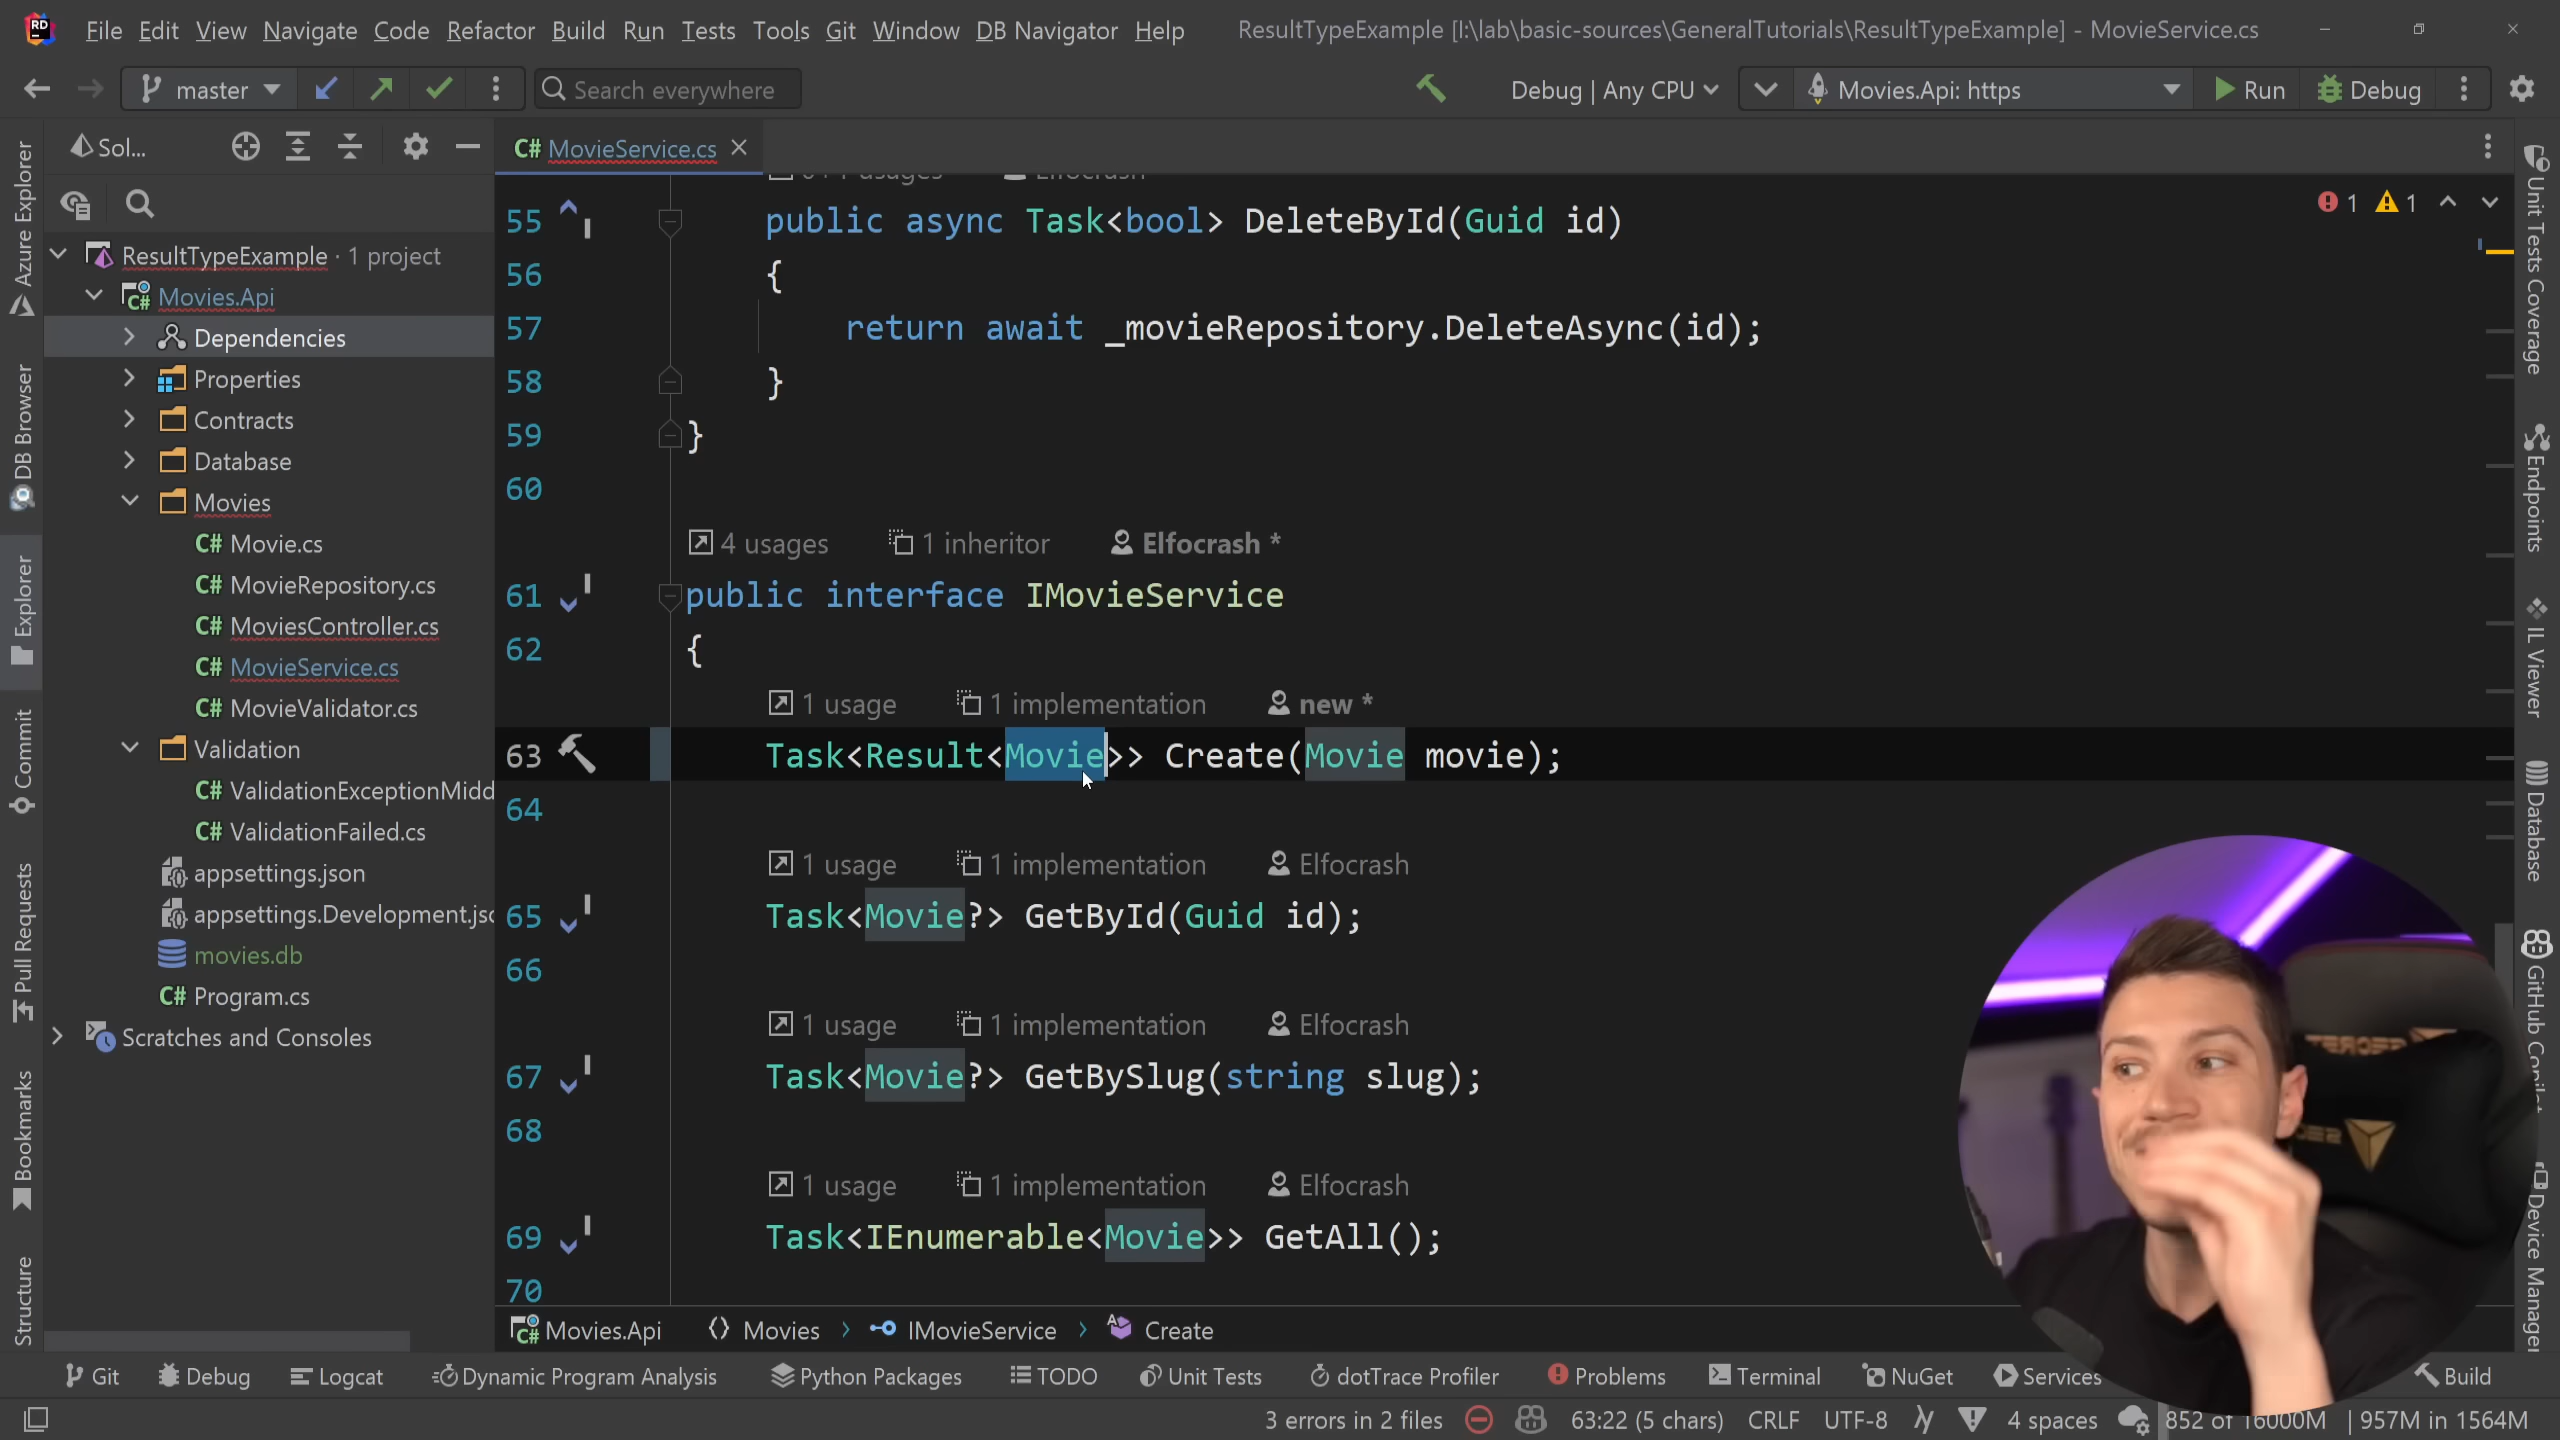 RD File Edit View Navigate Code Refactor Build Run Tests Tools Git Window DB Navigator Help ResultTypeExample [I:\lab\basic-sources\GeneralTutorials\ResultTypeExample] - MovieService.cs
master Search everywhere Debug | Any CPU Movies.Api: https Run Debug
Sol... C# MovieService.cs
Azure Explorer
DB Browser
Explorer
Commit
Pull Requests
Bookmarks
Structure
ResultTypeExample · 1 project
Movies.Api
Dependencies
Properties
Contracts
Database
Movies
C# Movie.cs
C# MovieRepository.cs
C# MoviesController.cs
C# MovieService.cs
C# MovieValidator.cs
Validation
C# ValidationExceptionMidd
C# ValidationFailed.cs
appsettings.json
appsettings.Development.jsc
movies.db
C# Program.cs
Scratches and Consoles
1 1
55 public async Task<bool> DeleteById(Guid id)
56 {
57 return await _movieRepository.DeleteAsync(id);
58 }
59 }
60
4 usages 1 inheritor Elfocrash *
61 public interface IMovieService
62 {
1 usage 1 implementation new *
63 Task<Result<Movie>> Create(Movie movie);
64
1 usage 1 implementation Elfocrash
65 Task<Movie?> GetById(Guid id);
66
1 usage 1 implementation Elfocrash
67 Task<Movie?> GetBySlug(string slug);
68
1 usage 1 implementation Elfocrash
69 Task<IEnumerable<Movie>> GetAll();
70
Unit Tests Coverage
Endpoints
IL Viewer
Database
GitHub Copilot
Device Manager
Movies.Api Movies IMovieService Create
Git Debug Logcat Dynamic Program Analysis Python Packages TODO Unit Tests dotTrace Profiler Problems Terminal NuGet Services Build
3 errors in 2 files 63:22 (5 chars) CRLF UTF-8 4 spaces 852 of 16000M 957M in 1564M